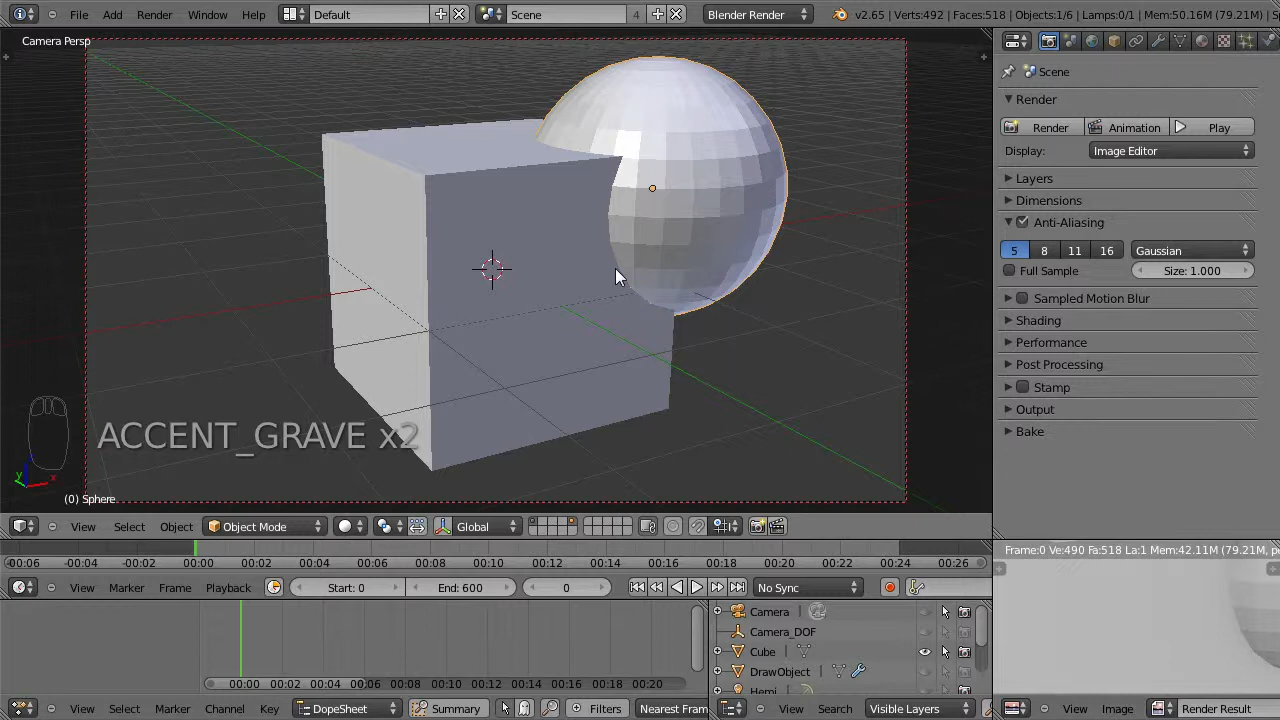 File Add Render Window Help Default Scene 4 Blender Render v2.65 | Verts:492 | Faces:518 | Objects:1/6 | Lamps:0/1 | Mem:50.16M (79.21M)
Camera Persp
Scene
Render
Render Animation Play
Display: Image Editor
Layers
Dimensions
Anti-Aliasing
5 8 11 16 Gaussian
Full Sample Size: 1.000
Sampled Motion Blur
Shading
Performance
Post Processing
Stamp
Output
Bake
ACCENT_GRAVE x2
z
y x
(0) Sphere
View Select Object Object Mode Global
Frame:0 Ve:490 Fa:518 La:1 Mem:42.11M (79.21M,
-00:06 -00:04 -00:02 00:00 00:02 00:04 00:06 00:08 00:10 00:12 00:14 00:16 00:18 00:20 00:22 00:24 00:26
View Marker Frame Playback Start: 0 End: 600 0 No Sync
Camera
Camera_DOF
Cube
DrawObject
Hemi
00:00 00:02 00:04 00:06 00:08 00:10 00:12 00:14 00:16 00:18 00:20
View Select Marker Channel Key DopeSheet Summary Filters Nearest Fram
View Search Visible Layers
View Image Render Result